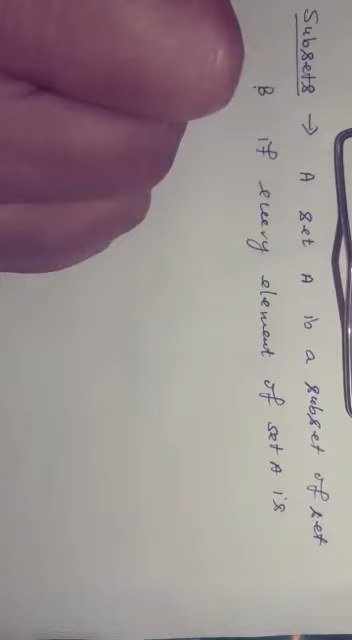 Subsets → A set A is a subset of set
B if every element of set A is